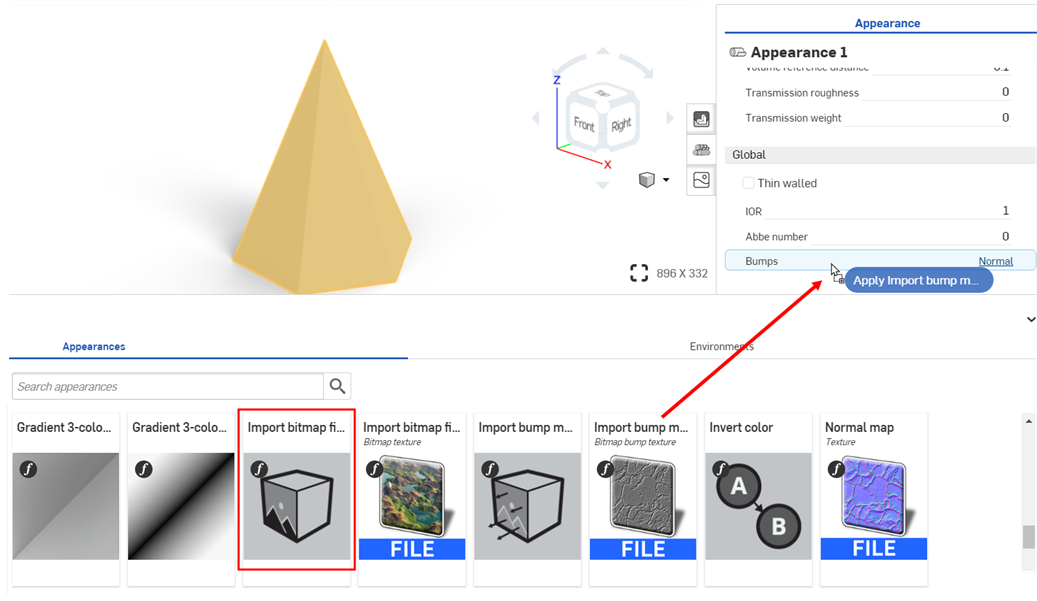 Appearance
Appearance 1
Volume reference distance 0.1
Transmission roughness 0
Transmission weight 0
Global
Thin walled
IOR 1
Abbe number 0
Bumps Normal
Apply Import bump m...
Z
Front Right
X
896 X 332
Appearances Environments
Search appearances
Gradient 3-colo...
Gradient 3-colo...
Import bitmap fi...
Import bitmap fi...
Bitmap texture
FILE
Import bump m...
Import bump m...
Bitmap bump texture
FILE
Invert color
A
B
Normal map
Texture
FILE